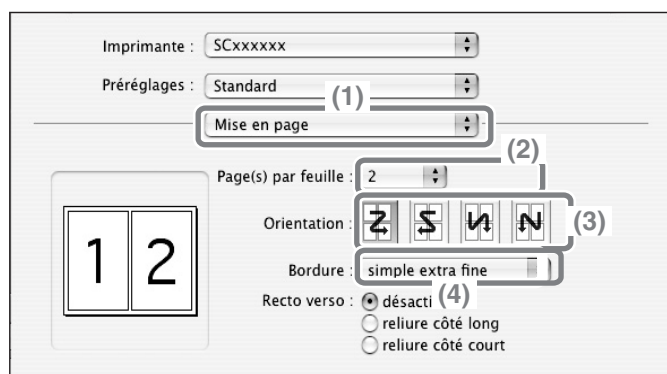 Imprimante : SCxxxxxx
Préréglages : Standard
(1)
Mise en page
(2)
Page(s) par feuille : 2
Orientation :
(3)
1 2
Bordure : simple extra fine
Recto verso : désacti (4)
reliure côté long
reliure côté court